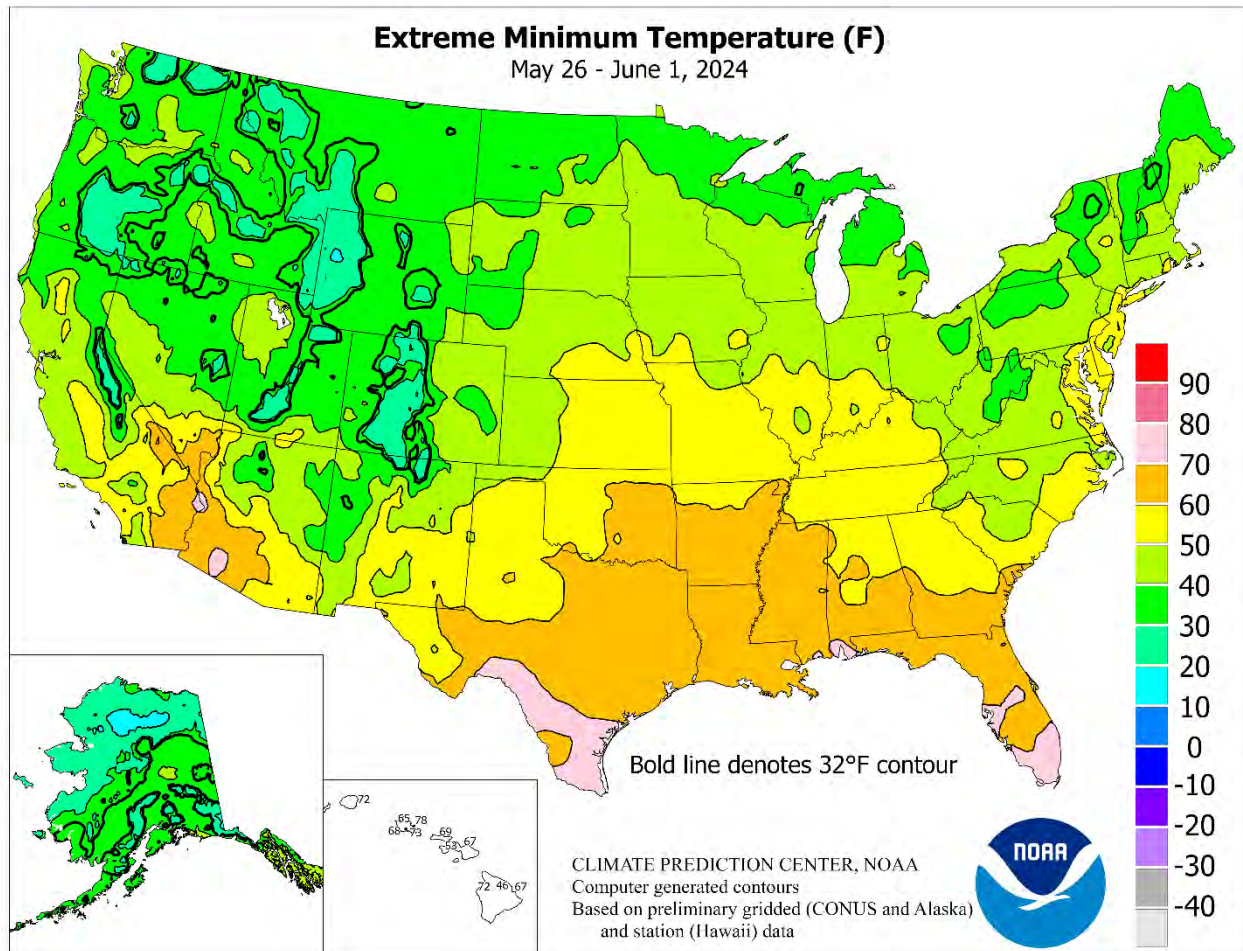 Extreme Minimum Temperature (F)
May 26 - June 1, 2024
90
80
70
60
50
40
30
20
10
0
-10
-20
-30
-40
Bold line denotes 32°F contour
72
65 78
68 73
69
67
72 46 67
CLIMATE PREDICTION CENTER, NOAA
Computer generated contours
Based on preliminary gridded (CONUS and Alaska)
and station (Hawaii) data
NOAA